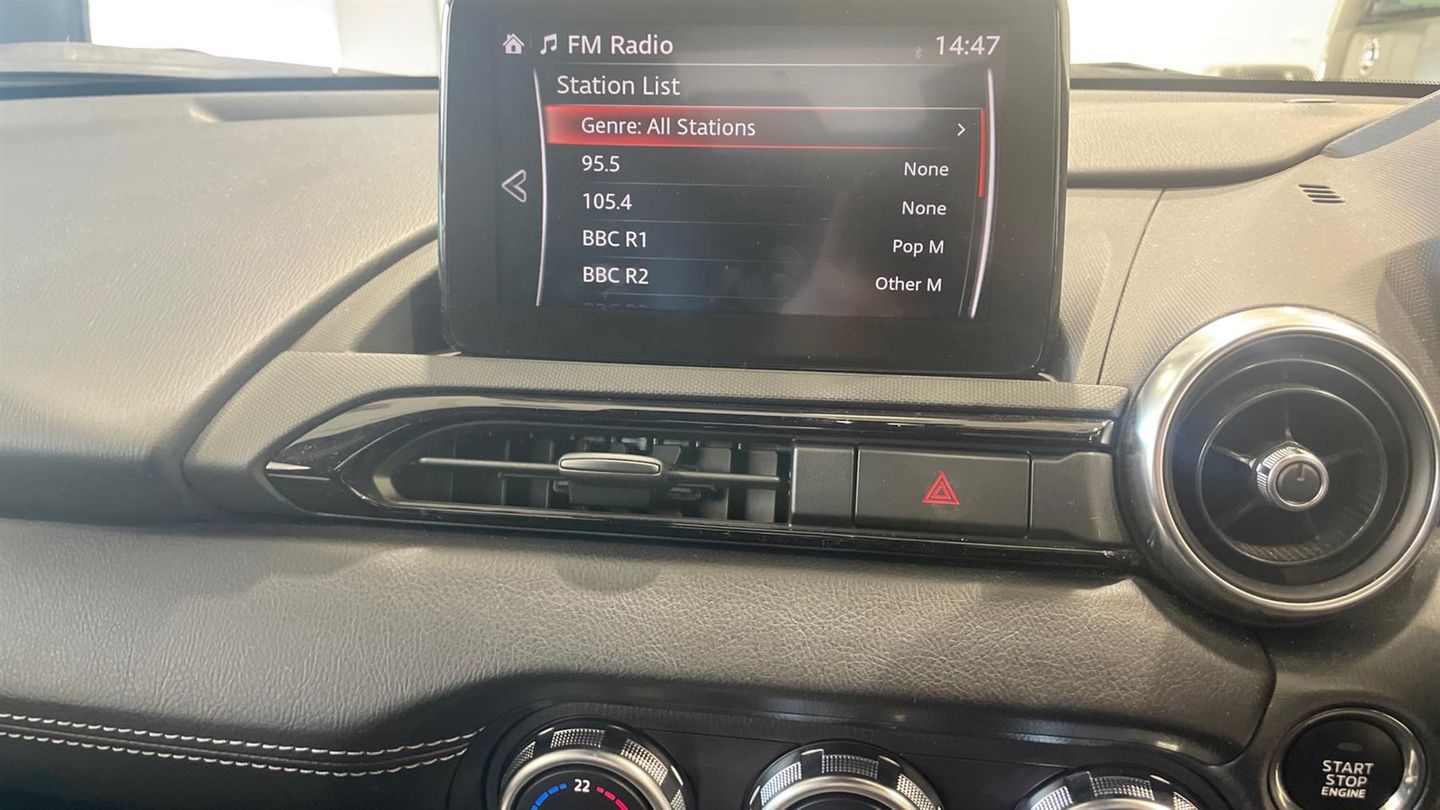 FM Radio 14:47
Station List
Genre: All Stations
95.5 None
105.4 None
BBC R1 Pop M
BBC R2 Other M
START
STOP
ENGINE
22